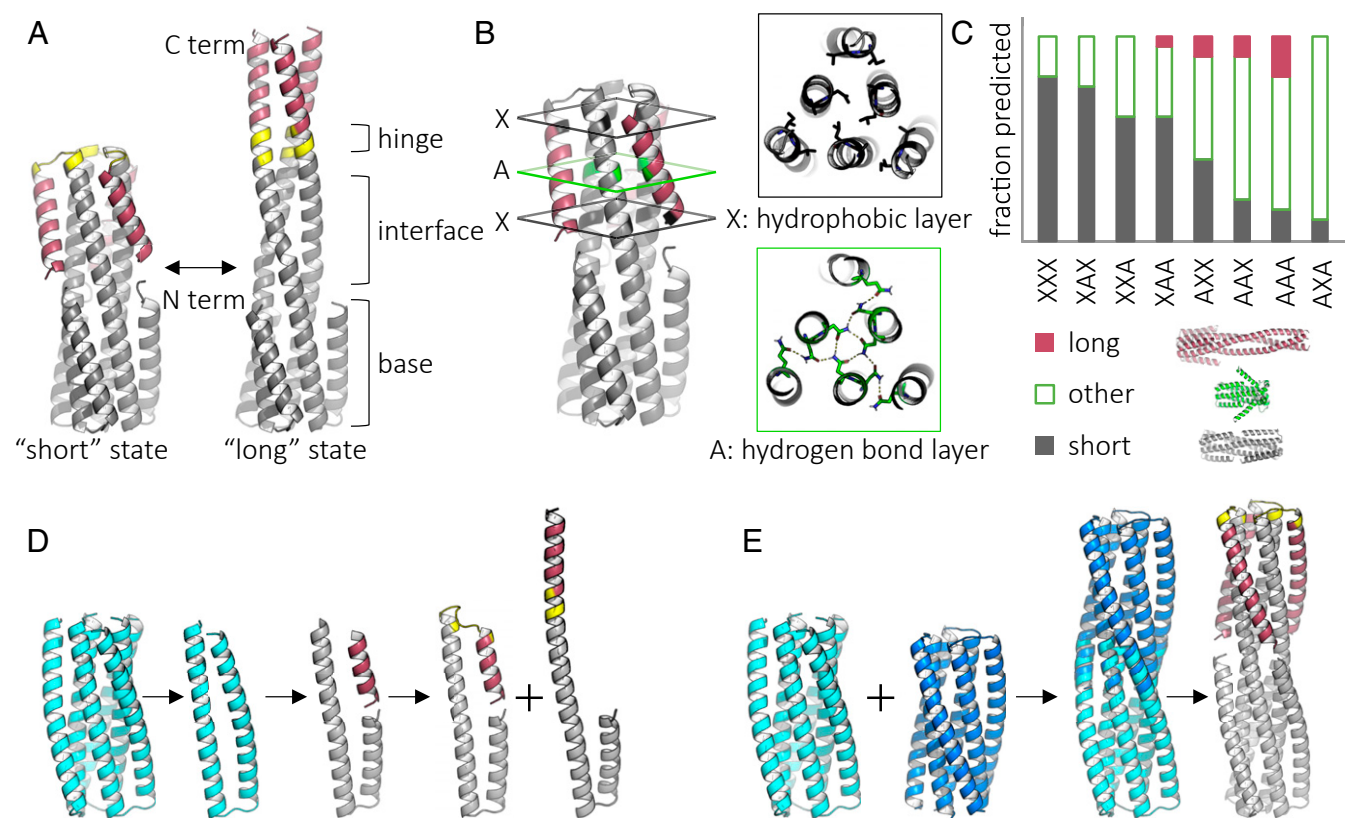 A
C term
hinge
interface
N term
base
“short” state
“long” state
B
X
A
X
X: hydrophobic layer
A: hydrogen bond layer
C
fraction predicted
XXX
XAX
XXA
XAA
AXX
AAX
AAA
AXA
long
other
short
D
+
E
+